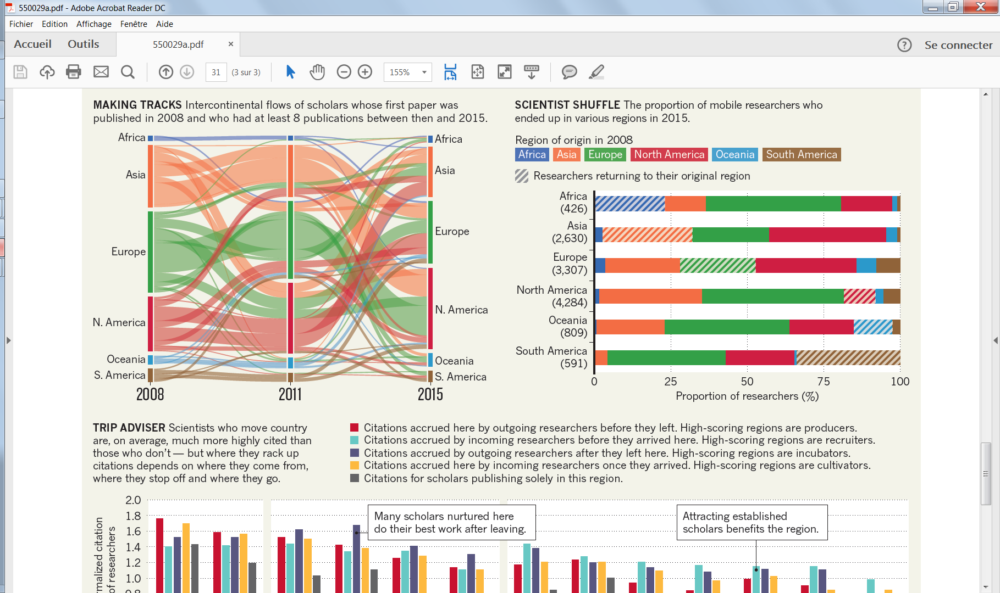 550029a.pdf - Adobe Acrobat Reader DC
Fichier Edition Affichage Fenêtre Aide
Accueil Outils 550029a.pdf × ? Se connecter
31 (3 sur 3) 155%
MAKING TRACKS Intercontinental flows of scholars whose first paper was
published in 2008 and who had at least 8 publications between then and 2015.
Africa
Asia
Europe
N. America
Oceania
S. America
Africa
Asia
Europe
N. America
Oceania
S. America
2008 2011 2015
SCIENTIST SHUFFLE The proportion of mobile researchers who
ended up in various regions in 2015.
Region of origin in 2008
Africa Asia Europe North America Oceania South America
Researchers returning to their original region
Africa
(426)
Asia
(2,630)
Europe
(3,307)
North America
(4,284)
Oceania
(809)
South America
(591)
0 25 50 75 100
Proportion of researchers (%)
TRIP ADVISER Scientists who move country
are, on average, much more highly cited than
those who don't — but where they rack up
citations depends on where they come from,
where they stop off and where they go.
Citations accrued here by outgoing researchers before they left. High-scoring regions are producers.
Citations accrued by incoming researchers before they arrived here. High-scoring regions are recruiters.
Citations accrued by outgoing researchers after they left here. High-scoring regions are incubators.
Citations accrued here by incoming researchers once they arrived. High-scoring regions are cultivators.
Citations for scholars publishing solely in this region.
2.0
1.8
1.6
1.4
1.2
1.0
0.8
rmalized citation
of researchers
Many scholars nurtured here
do their best work after leaving.
Attracting established
scholars benefits the region.